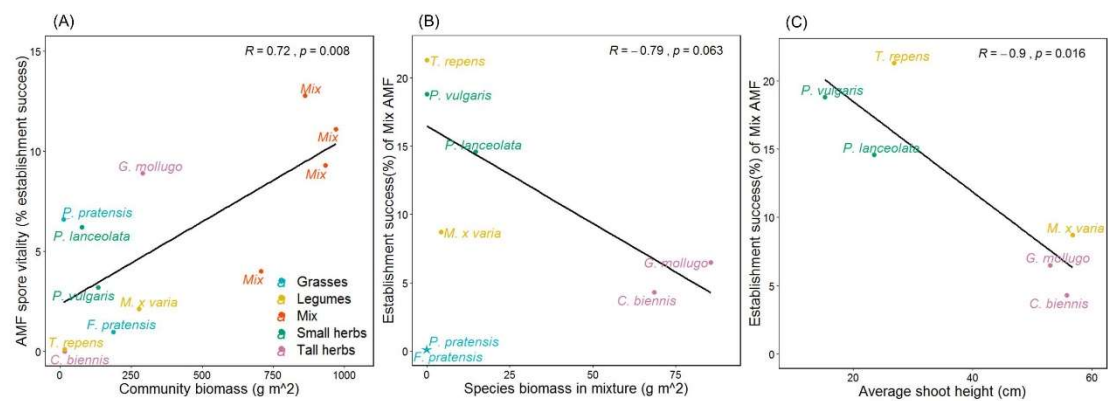 (A)
R = 0.72 , p = 0.008
AMF spore vitality (% establishment success)
15
10
5
0
Mix
Mix
Mix
G. mollugo
P. pratensis
P. lanceolata
Mix
P. vulgaris
M. x varia
F. pratensis
T. repens
C. biennis
Grasses
Legumes
Mix
Small herbs
Tall herbs
0 250 500 750 1000
Community biomass (g m^2)
(B)
R = −0.79 , p = 0.063
Establishment success(%) of Mix AMF
20
15
10
5
0
T. repens
P. vulgaris
P. lanceolata
M. x varia
G. mollugo
C. biennis
P. pratensis
F. pratensis
0 25 50 75
Species biomass in mixture (g m^2)
(C)
R = −0.9 , p = 0.016
Establishment success(%) of Mix AMF
20
15
10
5
0
T. repens
P. vulgaris
P. lanceolata
M. x varia
G. mollugo
C. biennis
20 40 60
Average shoot height (cm)